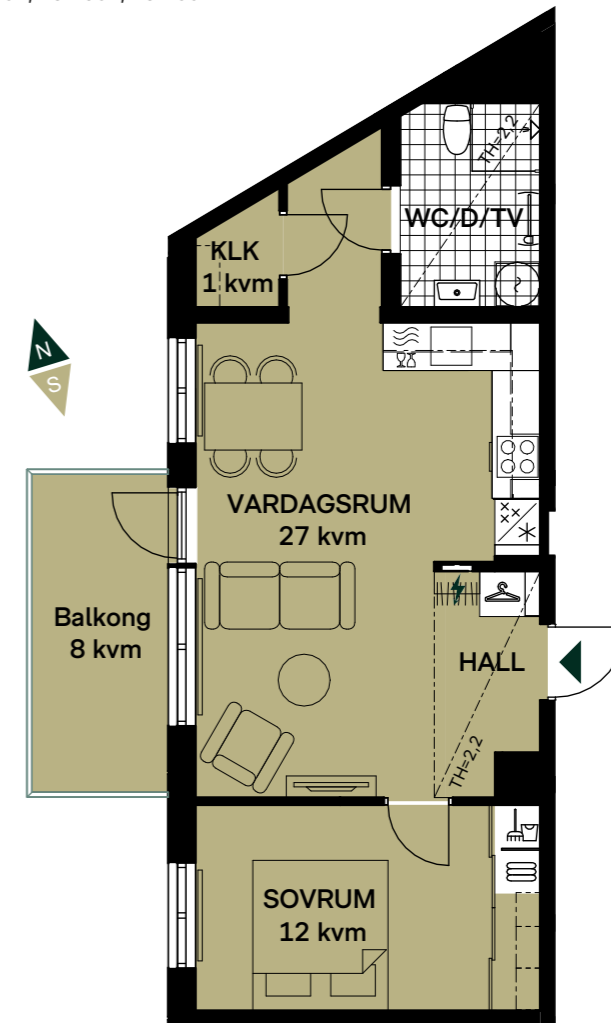 TH=2,2
WC/D/TV
KLK
1 kvm
N
S
VARDAGSRUM
27 kvm
Balkong
8 kvm
HALL
TH=2,2
SOVRUM
12 kvm